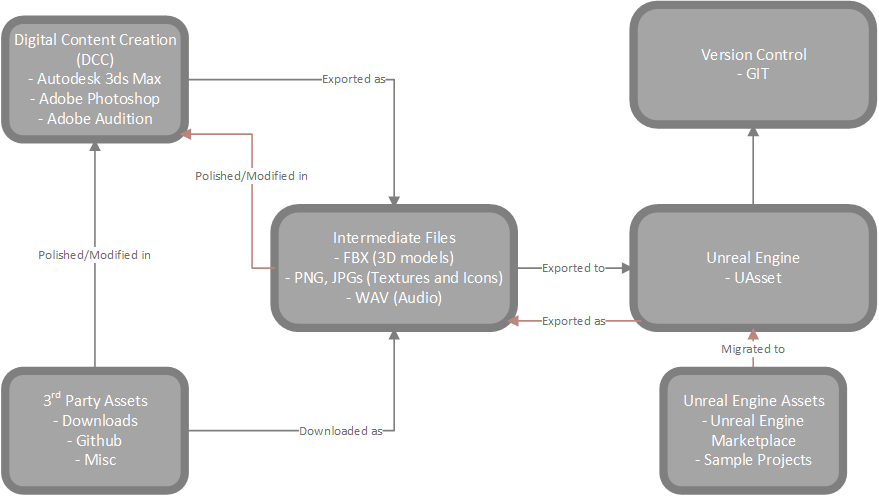 Digital Content Creation
(DCC)
- Autodesk 3ds Max
- Adobe Photoshop
- Adobe Audition
Exported as
Version Control
- GIT
Polished/Modified in
Polished/Modified in
Intermediate Files
- FBX (3D models)
- PNG, JPGs (Textures and Icons)
- WAV (Audio)
Exported to
Exported as
Unreal Engine
- UAsset
Migrated to
3rd Party Assets
- Downloads
- Github
- Misc
Downloaded as
Unreal Engine Assets
- Unreal Engine
Marketplace
- Sample Projects